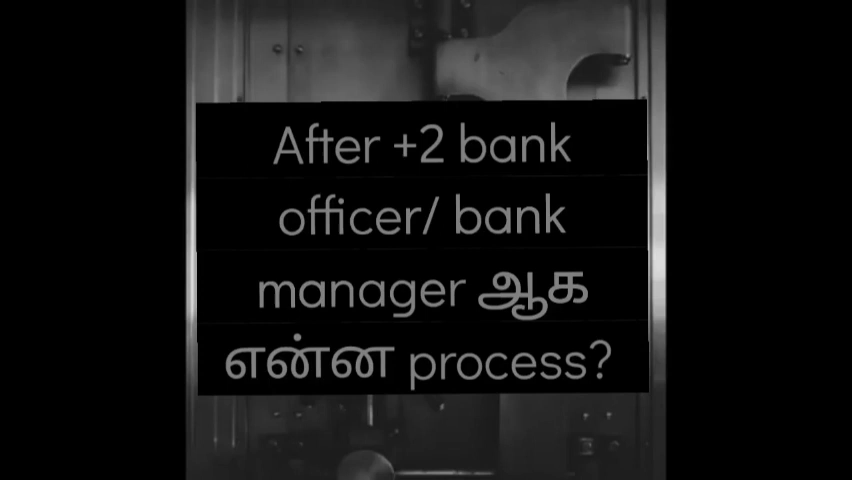 After +2 bank
officer/ bank
manager ஆக
என்ன process?